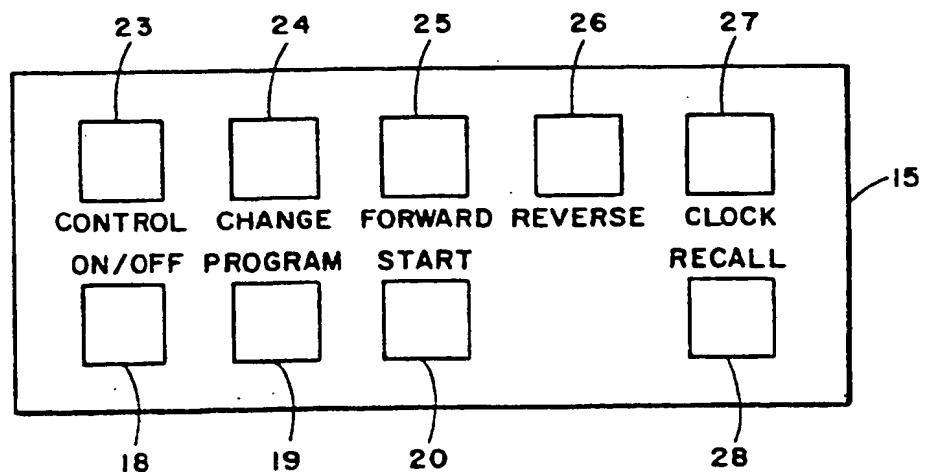 23 24 25 26 27
15
CONTROL CHANGE FORWARD REVERSE CLOCK
ON/OFF PROGRAM START RECALL
18 19 20 28